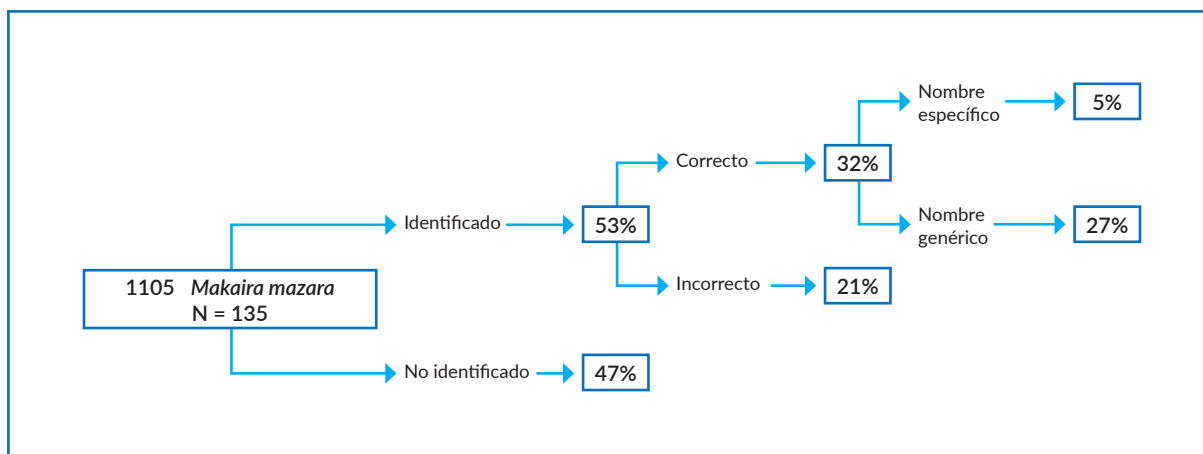 Nombre
específico
5%
Correcto
32%
Identificado
53%
Nombre
genérico
27%
1105 Makaira mazara
N = 135
Incorrecto
21%
No identificado
47%